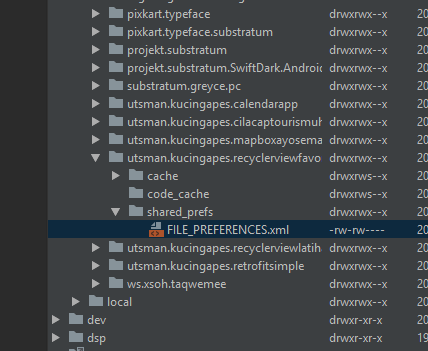 pixkart.typeface drwxrwx--x 20
pixkart.typeface.substratum drwxrwx--x 20
projekt.substratum drwxrwx--x 20
projekt.substratum.SwiftDark.Androi drwxrwx--x 20
substratum.greyce.pc drwxrwx--x 20
utsman.kucingapes.calendarapp drwxrwx--x 20
utsman.kucingapes.cilacaptourismuh drwxrwx--x 20
utsman.kucingapes.mapboxayosema drwxrwx--x 20
utsman.kucingapes.recyclerviewfavo drwxrwx--x 20
cache drwxrws--x 20
code_cache drwxrws--x 20
shared_prefs drwxrwx--x 20
FILE_PREFERENCES.xml -rw-rw---- 20
utsman.kucingapes.recyclerviewlatiha drwxrwx--x 20
utsman.kucingapes.retrofitsimple drwxrwx--x 20
ws.xsoh.taqwemee drwxrwx--x 20
local drwxrwx--x 20
dev drwxr-xr-x 20
dsp drwxr-xr-x 19